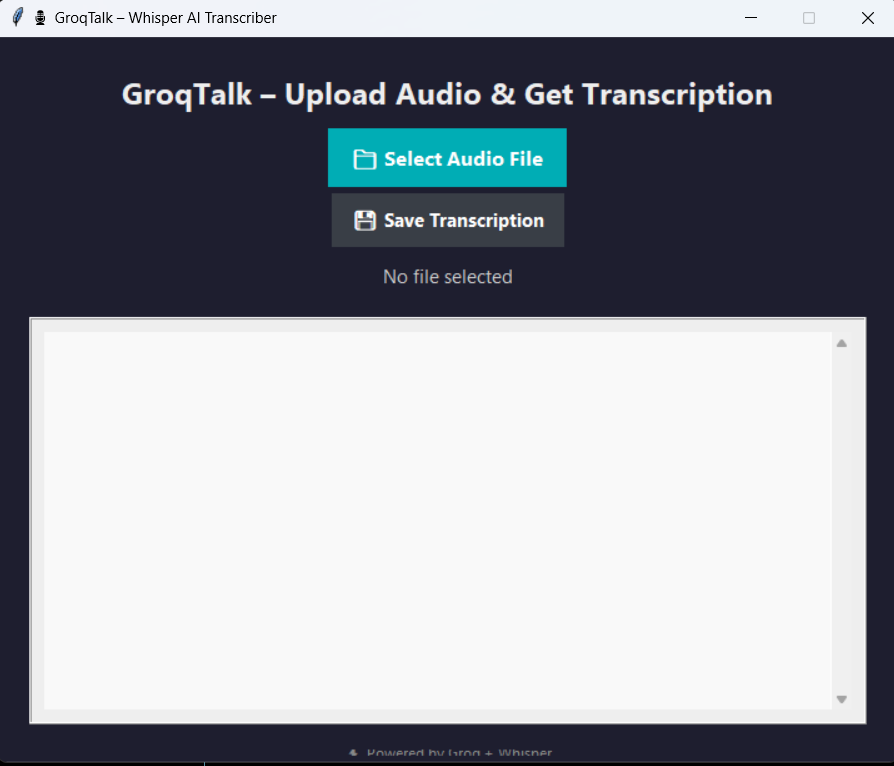 GroqTalk – Whisper AI Transcriber
GroqTalk – Upload Audio & Get Transcription
Select Audio File
Save Transcription
No file selected
Powered by Groq + Whisper